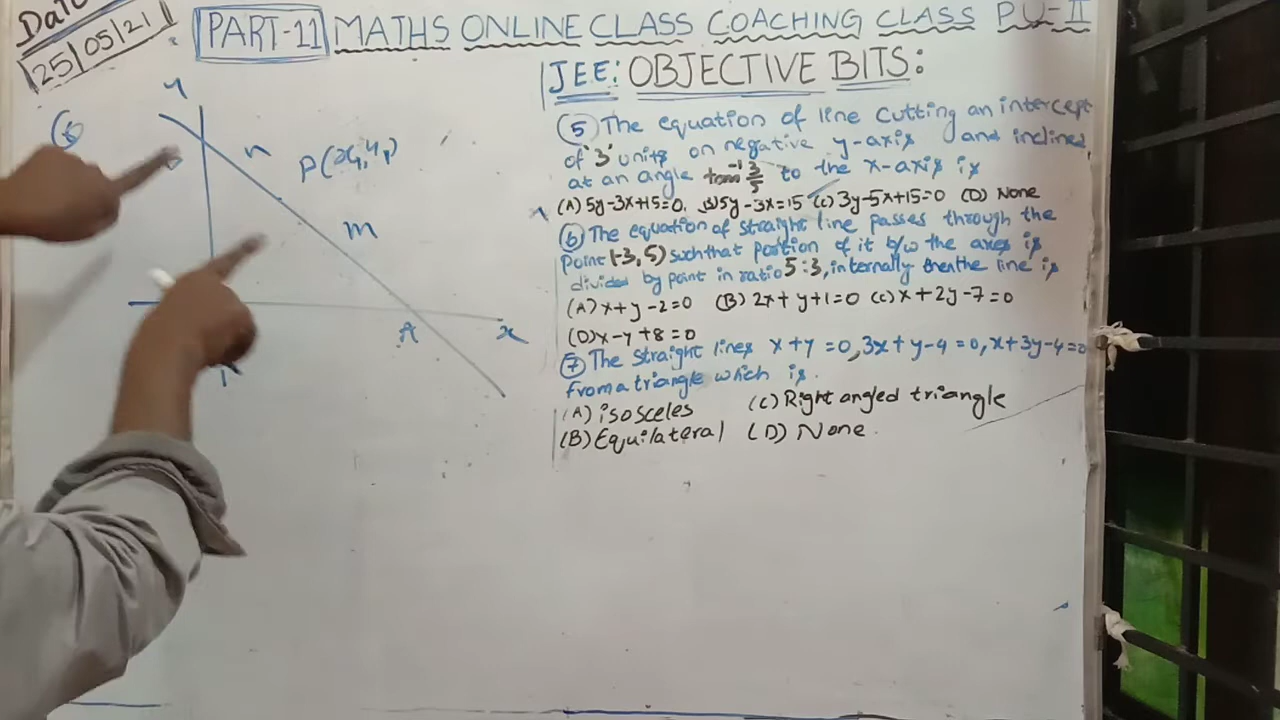 Date
25/05/21
PART-11 MATHS ONLINE CLASS COACHING CLASS P U-II
JEE: OBJECTIVE BITS:
(5) The equation of line cutting an intercept
of '3' units on negative y-axis and inclined
at an angle tan⁻¹ 3/5 to the x-axis is
(A) 5y-3x+15=0. (B) 5y-3x=15 (C) 3y-5x+15=0 (D) None
(6) The equation of straight line passes through the
point (-3, 5) such that portion of it b/w the axes is
divided by point in ratio 5:3, internally then the line is
(A) x+y-2=0 (B) 2x+y+1=0 (C) x+2y-7=0
(D) x-y+8=0
(7) The straight lines x+y=0, 3x+y-4=0, x+3y-4=0
from a triangle which is.
(A) isosceles (C) Right angled triangle
(B) Equilateral (D) None.
(6)
y
n
P(x₁, y₁)
m
A
x